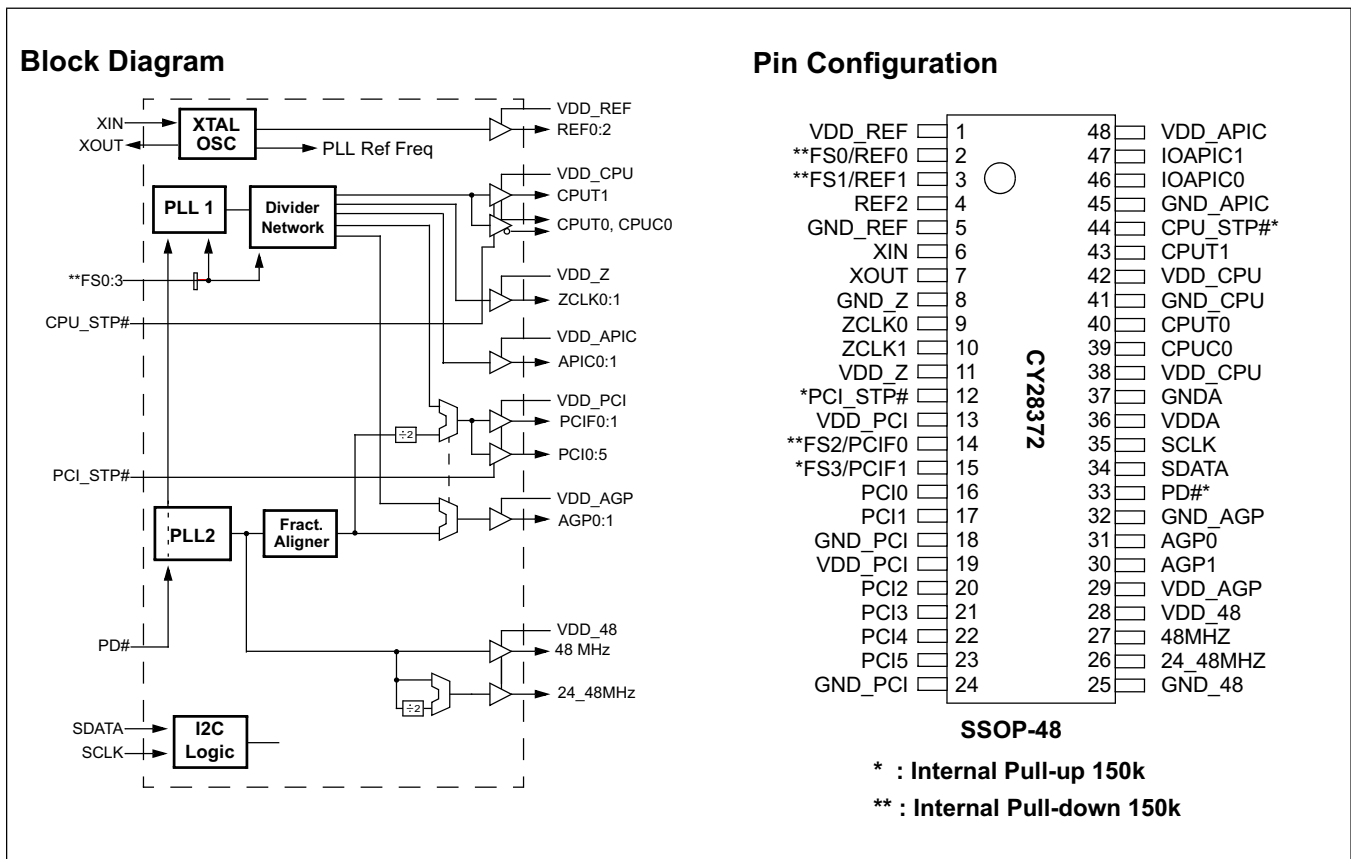 Block Diagram
XIN
XOUT
XTAL
OSC
PLL Ref Freq
VDD_REF
REF0:2
PLL 1
Divider
Network
VDD_CPU
CPUT1
CPUT0, CPUC0
**FS0:3
VDD_Z
ZCLK0:1
CPU_STP#
VDD_APIC
APIC0:1
VDD_PCI
PCIF0:1
÷2
PCI0:5
PCI_STP#
VDD_AGP
AGP0:1
PLL2
Fract.
Aligner
PD#
VDD_48
48 MHz
24_48MHz
÷2
SDATA
SCLK
I2C
Logic
Pin Configuration
VDD_REF 1 48 VDD_APIC
**FS0/REF0 2 47 IOAPIC1
**FS1/REF1 3 46 IOAPIC0
REF2 4 45 GND_APIC
GND_REF 5 44 CPU_STP#*
XIN 6 43 CPUT1
XOUT 7 42 VDD_CPU
GND_Z 8 41 GND_CPU
ZCLK0 9 40 CPUT0
ZCLK1 10 39 CPUC0
VDD_Z 11 38 VDD_CPU
*PCI_STP# 12 37 GNDA
VDD_PCI 13 36 VDDA
**FS2/PCIF0 14 35 SCLK
*FS3/PCIF1 15 34 SDATA
PCI0 16 33 PD#*
PCI1 17 32 GND_AGP
GND_PCI 18 31 AGP0
VDD_PCI 19 30 AGP1
PCI2 20 29 VDD_AGP
PCI3 21 28 VDD_48
PCI4 22 27 48MHZ
PCI5 23 26 24_48MHZ
GND_PCI 24 25 GND_48
CY28372
SSOP-48
* : Internal Pull-up 150k
** : Internal Pull-down 150k